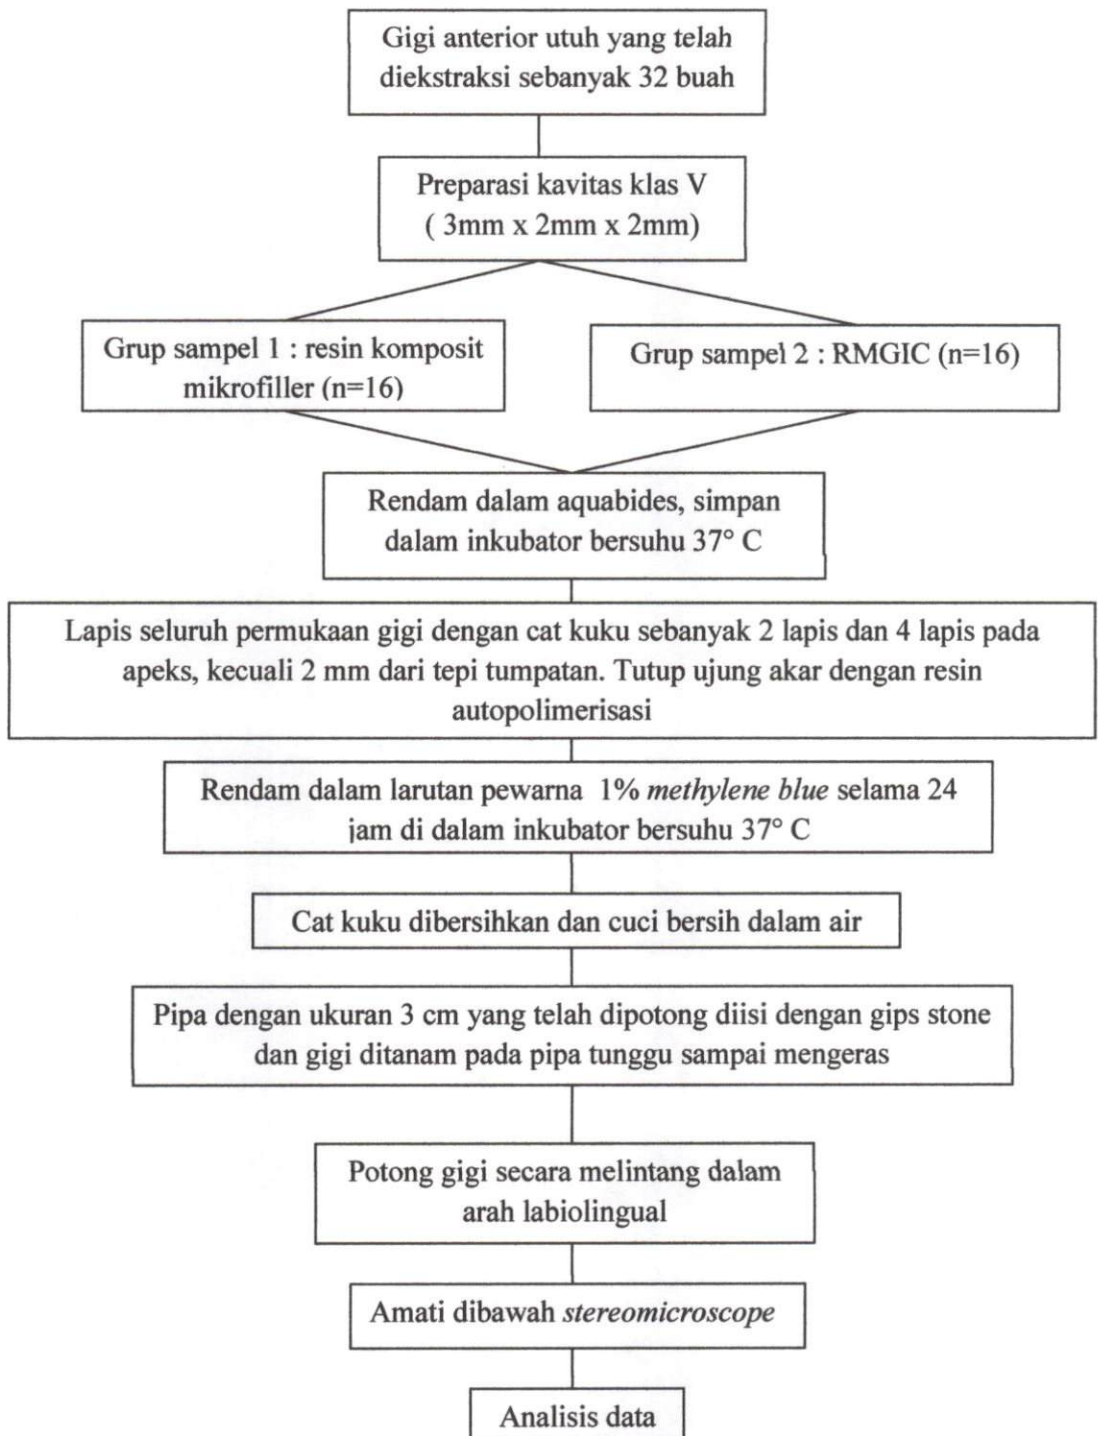 Gigi anterior utuh yang telah
diekstraksi sebanyak 32 buah
Preparasi kavitas klas V
( 3mm x 2mm x 2mm)
Grup sampel 1 : resin komposit
mikrofiller (n=16)
Grup sampel 2 : RMGIC (n=16)
Rendam dalam aquabides, simpan
dalam inkubator bersuhu 37° C
Lapis seluruh permukaan gigi dengan cat kuku sebanyak 2 lapis dan 4 lapis pada
apeks, kecuali 2 mm dari tepi tumpatan. Tutup ujung akar dengan resin
autopolimerisasi
Rendam dalam larutan pewarna 1% methylene blue selama 24
jam di dalam inkubator bersuhu 37° C
Cat kuku dibersihkan dan cuci bersih dalam air
Pipa dengan ukuran 3 cm yang telah dipotong diisi dengan gips stone
dan gigi ditanam pada pipa tunggu sampai mengeras
Potong gigi secara melintang dalam
arah labiolingual
Amati dibawah stereomicroscope
Analisis data